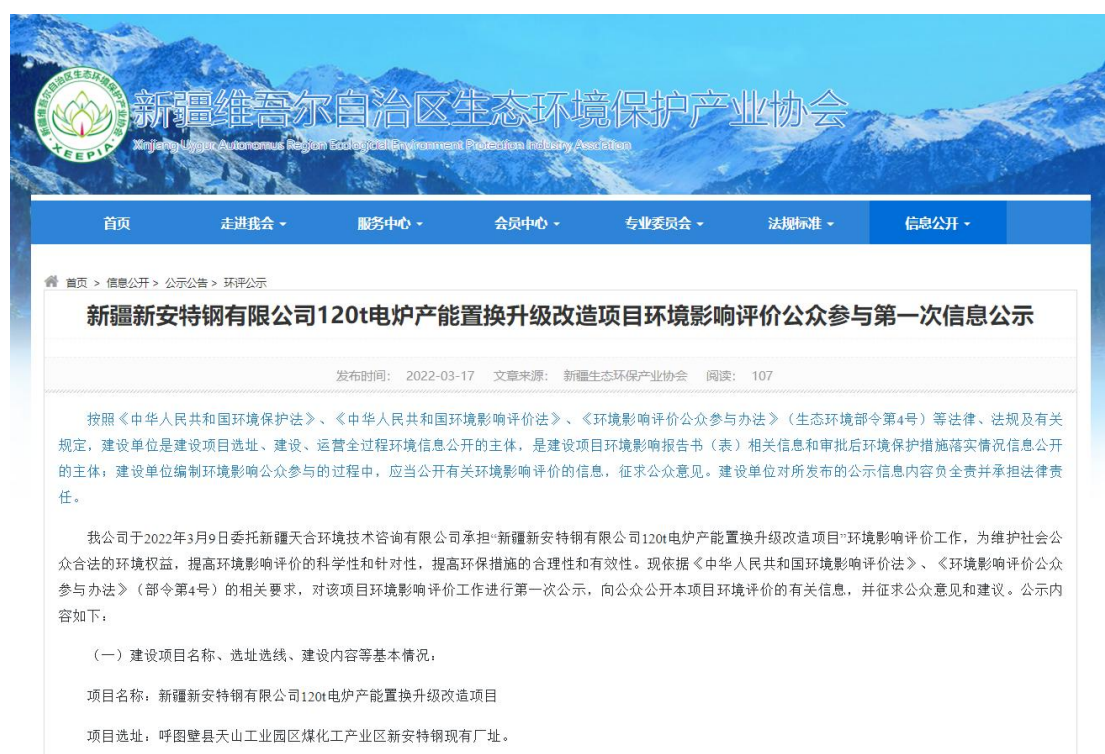 新疆维吾尔自治区生态环境保护产业协会
XEEPIA
新疆维吾尔自治区生态环境保护产业协会
首页 走进我会 服务中心 会员中心 专业委员会 法规标准 信息公开
首页 > 信息公开 > 公示公告 > 环评公示
新疆新安特钢有限公司120t电炉产能置换升级改造项目环境影响评价公众参与第一次信息公示
发布时间： 2022-03-17 文章来源： 新疆生态环保产业协会 阅读： 107
按照《中华人民共和国环境保护法》、《中华人民共和国环境影响评价法》、《环境影响评价公众参与办法》（生态环境部令第4号）等法律、法规及有关
规定，建设单位是建设项目选址、建设、运营全过程环境信息公开的主体，是建设项目环境影响报告书（表）相关信息和审批后环境保护措施落实情况信息公开
的主体；建设单位编制环境影响公众参与的过程中，应当公开有关环境影响评价的信息，征求公众意见。建设单位对所发布的公示信息内容负全责并承担法律责
任。
我公司于2022年3月9日委托新疆天合环境技术咨询有限公司承担“新疆新安特钢有限公司120t电炉产能置换升级改造项目”环境影响评价工作，为维护社会公
众合法的环境权益，提高环境影响评价的科学性和针对性，提高环保措施的合理性和有效性。现依据《中华人民共和国环境影响评价法》、《环境影响评价公众
参与办法》（部令第4号）的相关要求，对该项目环境影响评价工作进行第一次公示，向公众公开本项目环境评价的有关信息，并征求公众意见和建议。公示内
容如下：
（一）建设项目名称、选址选线、建设内容等基本情况；
项目名称：新疆新安特钢有限公司120t电炉产能置换升级改造项目
项目选址：呼图壁县天山工业园区煤化工产业区新安特钢现有厂址。